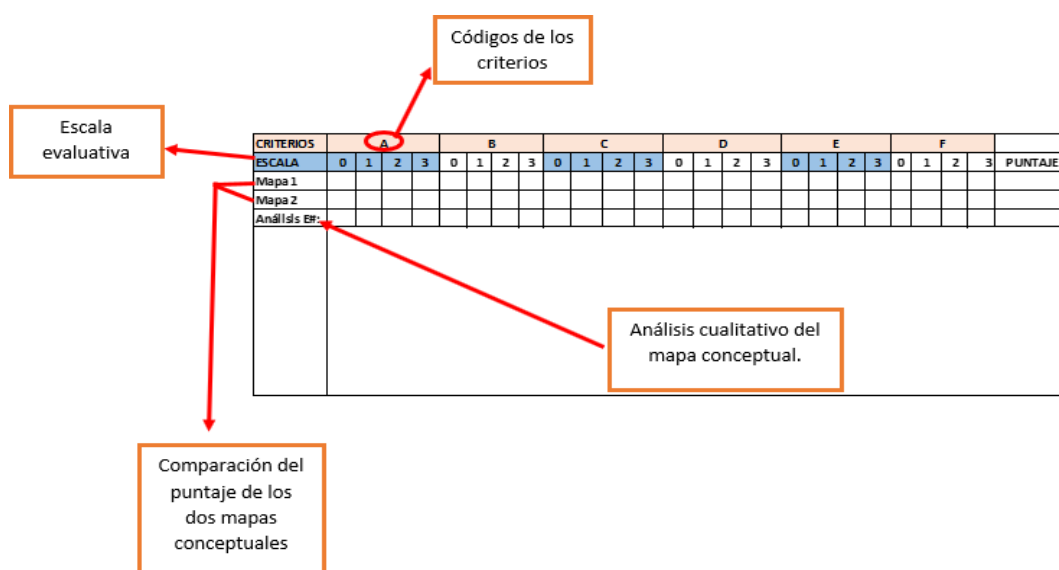 Códigos de los
criterios
Escala
evaluativa
CRITERIOS A B C D E F
ESCALA 0 1 2 3 0 1 2 3 0 1 2 3 0 1 2 3 0 1 2 3 0 1 2 3 PUNTAJE
Mapa 1
Mapa 2
Análisis E#:
Análisis cualitativo del
mapa conceptual.
Comparación del
puntaje de los
dos mapas
conceptuales